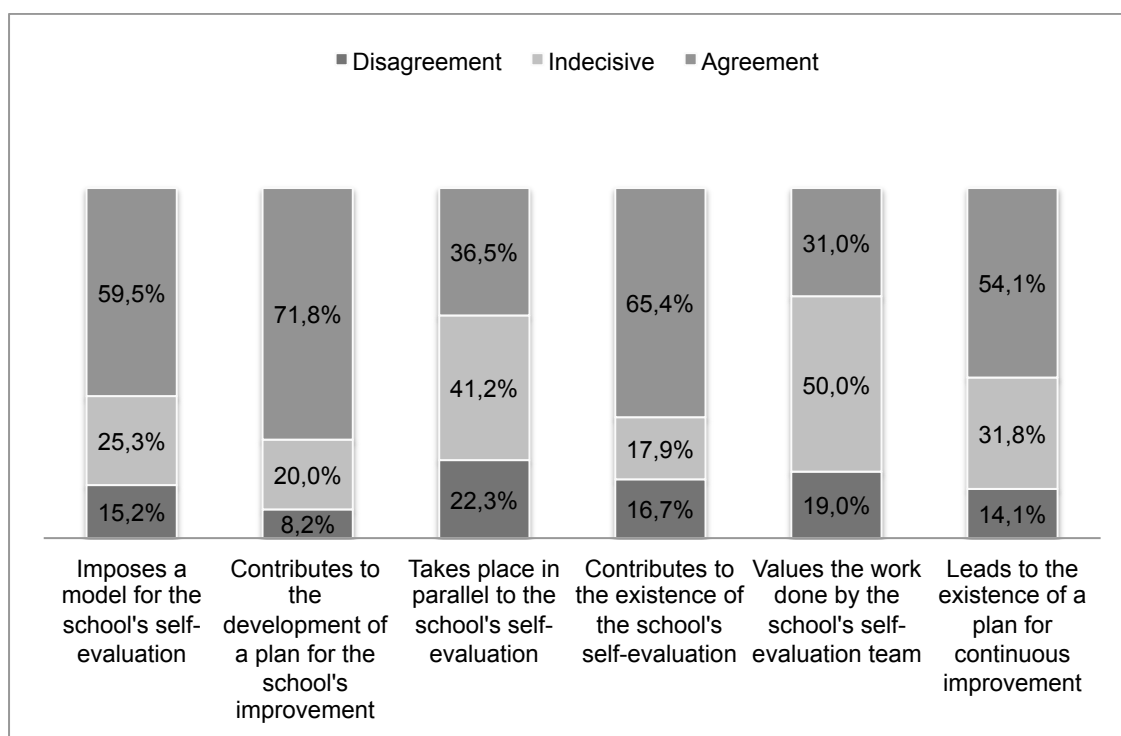 Disagreement Indecisive Agreement
59,5%
25,3%
15,2%
71,8%
20,0%
8,2%
36,5%
41,2%
22,3%
65,4%
17,9%
16,7%
31,0%
50,0%
19,0%
54,1%
31,8%
14,1%
Imposes a
model for the
school's self-
evaluation
Contributes to
the
development of
a plan for the
school's
improvement
Takes place in
parallel to the
school's self-
evaluation
Contributes to
the existence of
the school's
self-evaluation
Values the work
done by the
school's self-
evaluation team
Leads to the
existence of a
plan for
continuous
improvement